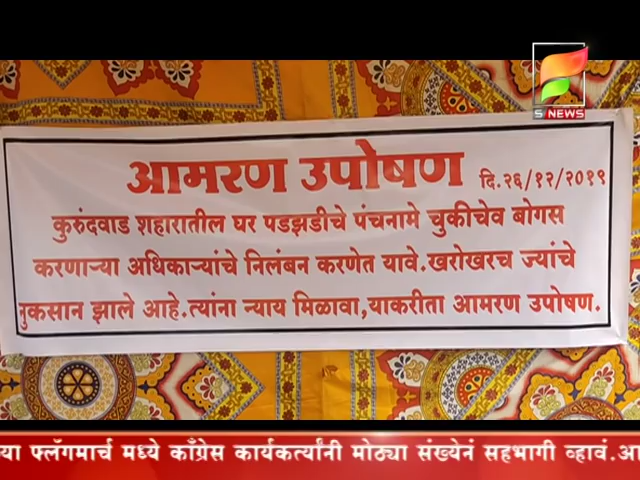 S NEWS
आमरण उपोषण
दि.२६/१२/२०१९
कुरुंदवाड शहारातील घर पडझडीचे पंचनामे चुकीचेव बोगस
करणाऱ्या अधिकाऱ्यांचे निलंबन करणेत यावे.खरोखरच ज्यांचे
नुकसान झाले आहे.त्यांना न्याय मिळावा,याकरीता आमरण उपोषण.
या फ्लॅगमार्च मध्ये काँग्रेस कार्यकर्त्यांनी मोठ्या संख्येनं सहभागी व्हावं.आ